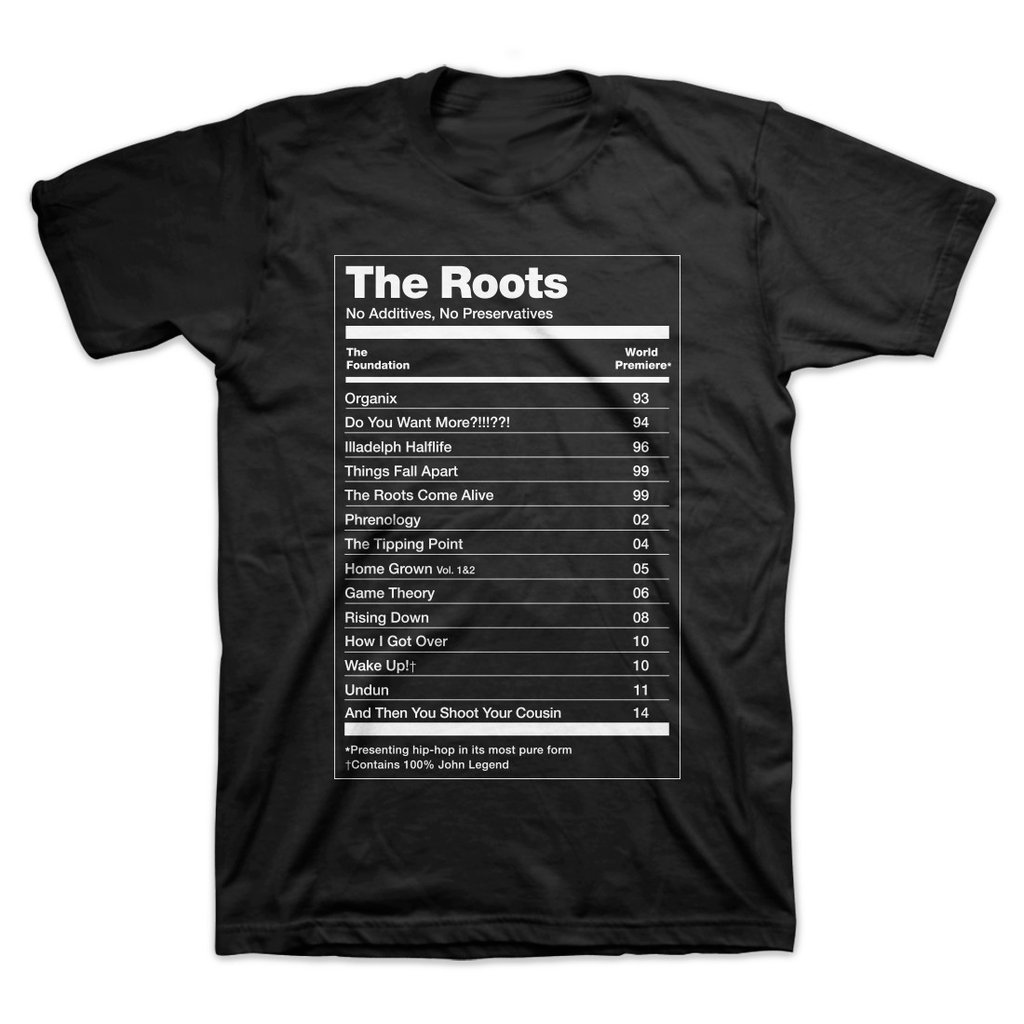 The Roots
No Additives, No Preservatives
The Foundation
World Premiere*
Organix 93
Do You Want More?!!!??! 94
Illadelph Halflife 96
Things Fall Apart 99
The Roots Come Alive 99
Phrenology 02
The Tipping Point 04
Home Grown Vol. 1&2 05
Game Theory 06
Rising Down 08
How I Got Over 10
Wake Up!† 10
Undun 11
And Then You Shoot Your Cousin 14
*Presenting hip-hop in its most pure form
†Contains 100% John Legend